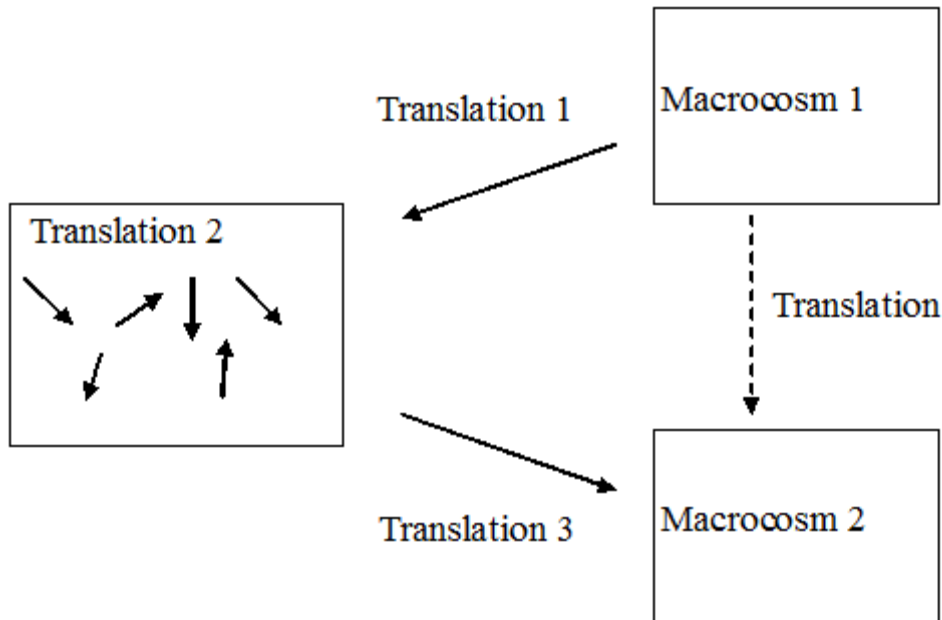 Macrocosm 1
Translation 1
Translation 2
Translation
Macrocosm 2
Translation 3